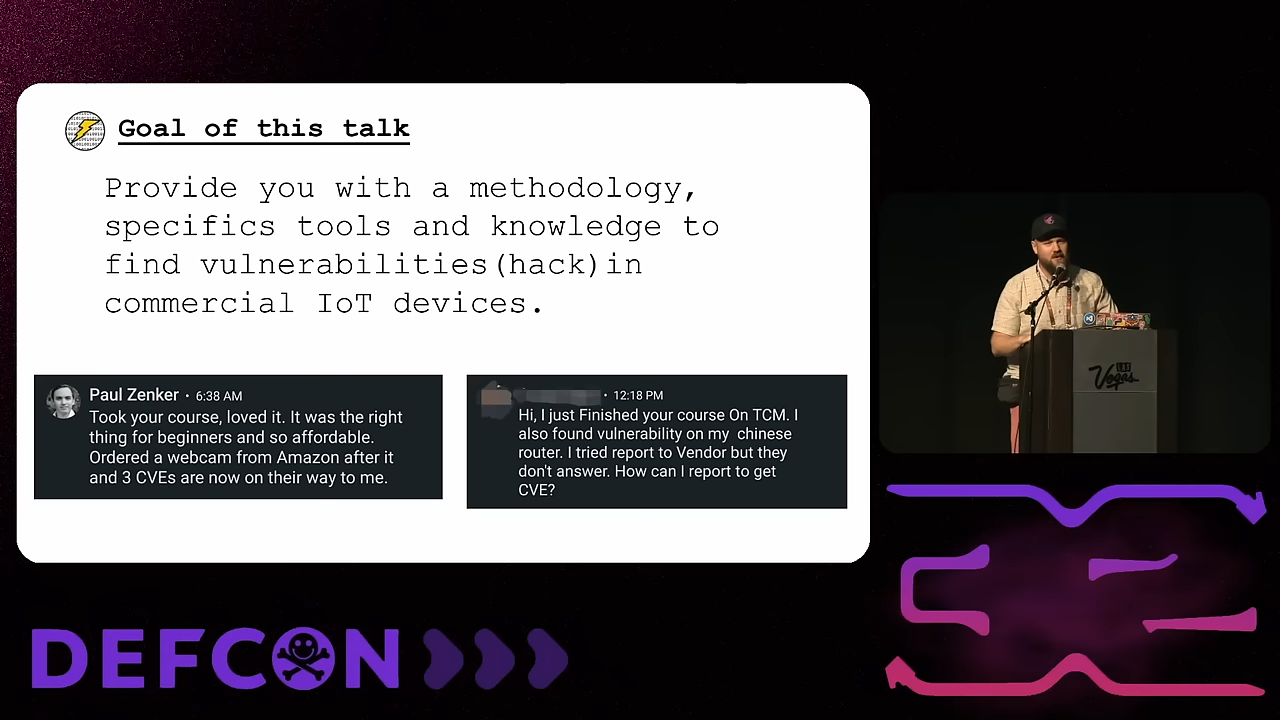 Goal of this talk
Provide you with a methodology,
specifics tools and knowledge to
find vulnerabilities(hack)in
commercial IoT devices.
Paul Zenker · 6:38 AM
Took your course, loved it. It was the right
thing for beginners and so affordable.
Ordered a webcam from Amazon after it
and 3 CVEs are now on their way to me.
· 12:18 PM
Hi, I just Finished your course On TCM. I
also found vulnerability on my chinese
router. I tried report to Vendor but they
don't answer. How can I report to get
CVE?
Vegas
DEFCON